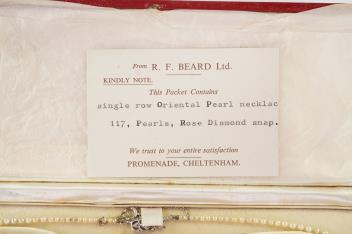 From R. F. BEARD Ltd.
KINDLY NOTE.
This Packet Contains
single row Oriental Pearl necklac
117, Pearls, Rose Diamond snap.
We trust to your entire satisfaction
PROMENADE, CHELTENHAM.